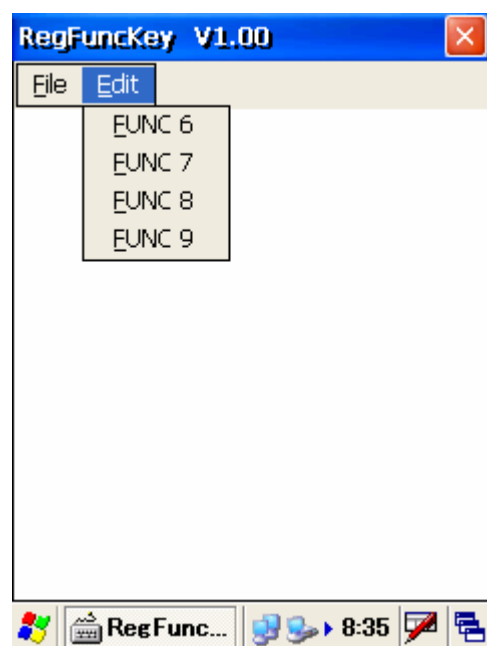 RegFuncKey V1.00
File Edit
FUNC 6
FUNC 7
FUNC 8
FUNC 9
RegFunc... 8:35